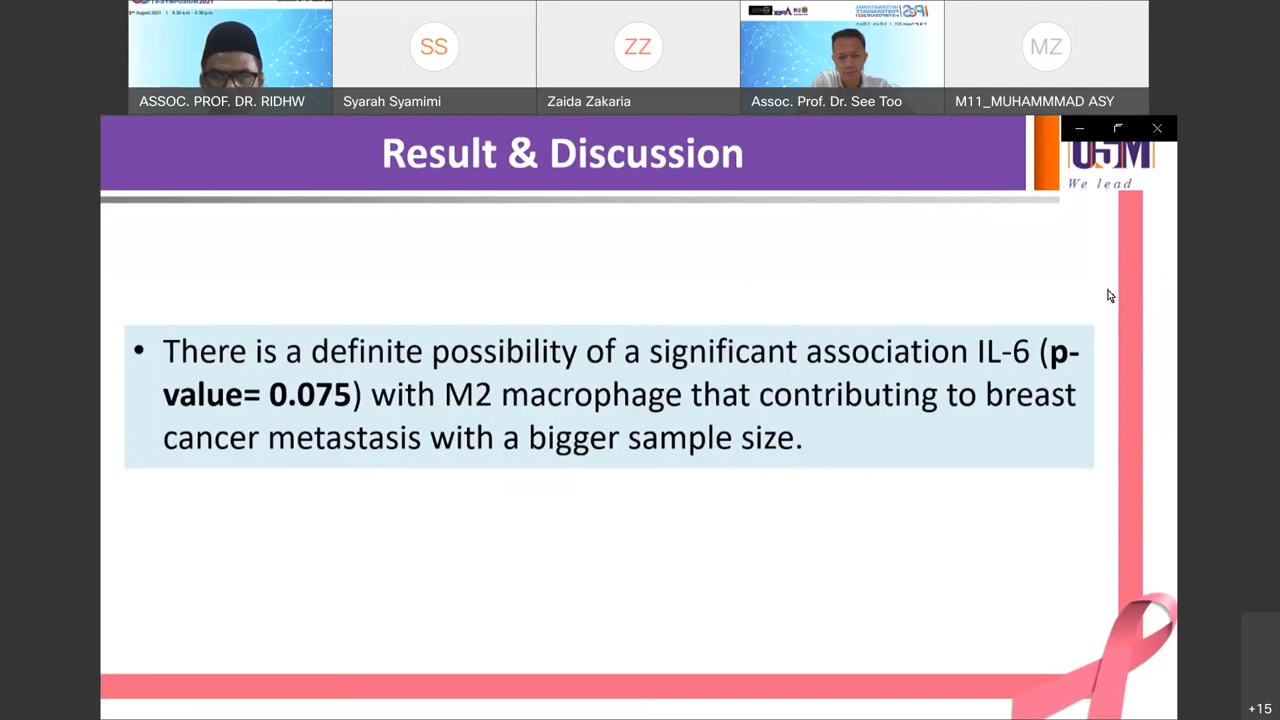 SYMPOSIUM 2021
SS
ZZ
MZ
ASSOC. PROF. DR. RIDHW
Syarah Syamimi
Zaida Zakaria
Assoc. Prof. Dr. See Too
M11_MUHAMMMAD ASY
Result & Discussion
USM
We lead
• There is a definite possibility of a significant association IL-6 (p-
value= 0.075) with M2 macrophage that contributing to breast
cancer metastasis with a bigger sample size.
+15